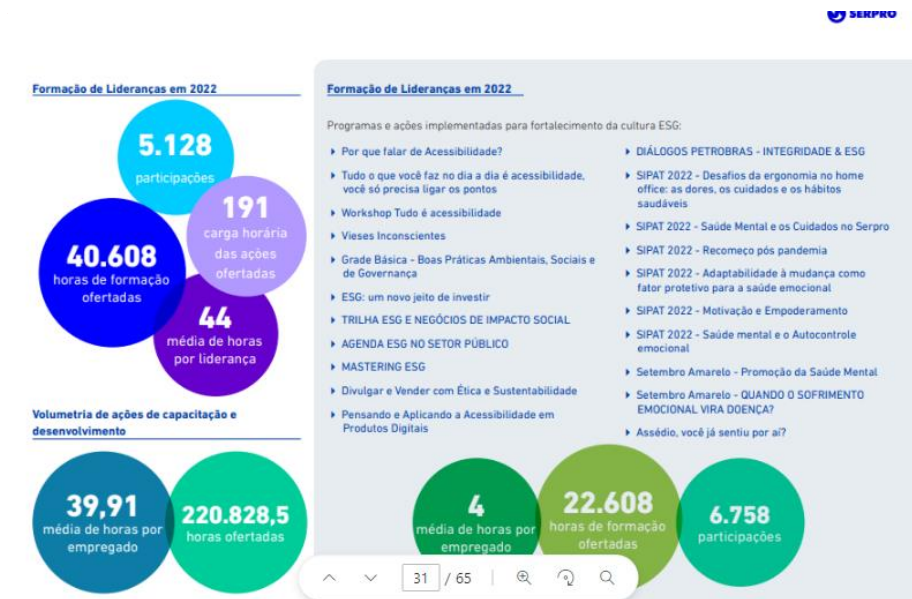 SERPRO
Formação de Lideranças em 2022
5.128
participações
191
carga horária
das ações
ofertadas
40.608
horas de formação
ofertadas
44
média de horas
por liderança
Volumetria de ações de capacitação e
desenvolvimento
39,91
média de horas por
empregado
220.828,5
horas ofertadas
Formação de Lideranças em 2022
Programas e ações implementadas para fortalecimento da cultura ESG:
Por que falar de Acessibilidade?
Tudo o que você faz no dia a dia é acessibilidade,
você só precisa ligar os pontos
Workshop Tudo é acessibilidade
Vieses Inconscientes
Grade Básica - Boas Práticas Ambientais, Sociais e
de Governança
ESG: um novo jeito de investir
TRILHA ESG E NEGÓCIOS DE IMPACTO SOCIAL
AGENDA ESG NO SETOR PÚBLICO
MASTERING ESG
Divulgar e Vender com Ética e Sustentabilidade
Pensando e Aplicando a Acessibilidade em
Produtos Digitais
DIÁLOGOS PETROBRAS - INTEGRIDADE & ESG
SIPAT 2022 - Desafios da ergonomia no home
office: as dores, os cuidados e os hábitos
saudáveis
SIPAT 2022 - Saúde Mental e os Cuidados no Serpro
SIPAT 2022 - Recomeço pós pandemia
SIPAT 2022 - Adaptabilidade à mudança como
fator protetivo para a saúde emocional
SIPAT 2022 - Motivação e Empoderamento
SIPAT 2022 - Saúde mental e o Autocontrole
emocional
Setembro Amarelo - Promoção da Saúde Mental
Setembro Amarelo - QUANDO O SOFRIMENTO
EMOCIONAL VIRA DOENÇA?
Assédio, você já sentiu por aí?
4
média de horas por
empregado
22.608
horas de formação
ofertadas
6.758
participações
31 / 65